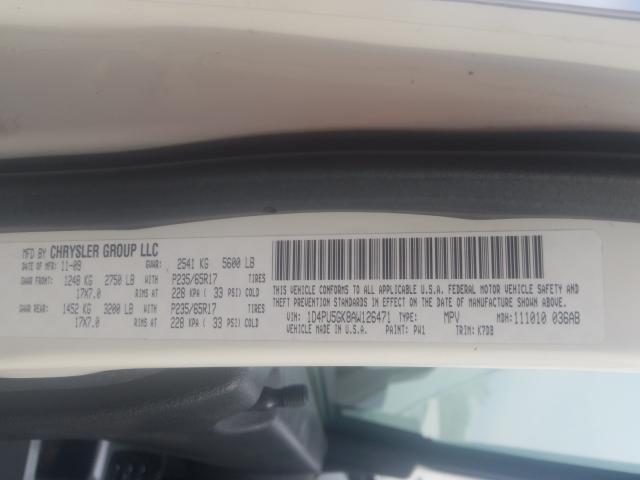 MFD BY CHRYSLER GROUP LLC
DATE OF MFR: 11-09 GVWR: 2541 KG 5600 LB
GAWR FRONT: 1248 KG 2750 LB WITH P235/65R17 TIRES
17X7.0 RIMS AT 228 KPA ( 33 PSI) COLD
GAWR REAR: 1452 KG 3200 LB WITH P235/65R17 TIRES
17X7.0 RIMS AT 228 KPA ( 33 PSI) COLD
THIS VEHICLE CONFORMS TO ALL APPLICABLE U.S.A. FEDERAL MOTOR VEHICLE SAFETY AND
THEFT PREVENTION STANDARDS IN EFFECT ON THE DATE OF MANUFACTURE SHOWN ABOVE.
VIN: 1D4PU5GK8AW126471 TYPE: MPV MDH: 111010 036AB
VEHICLE MADE IN U.S.A. PAINT: PW1 TRIM: K7DB